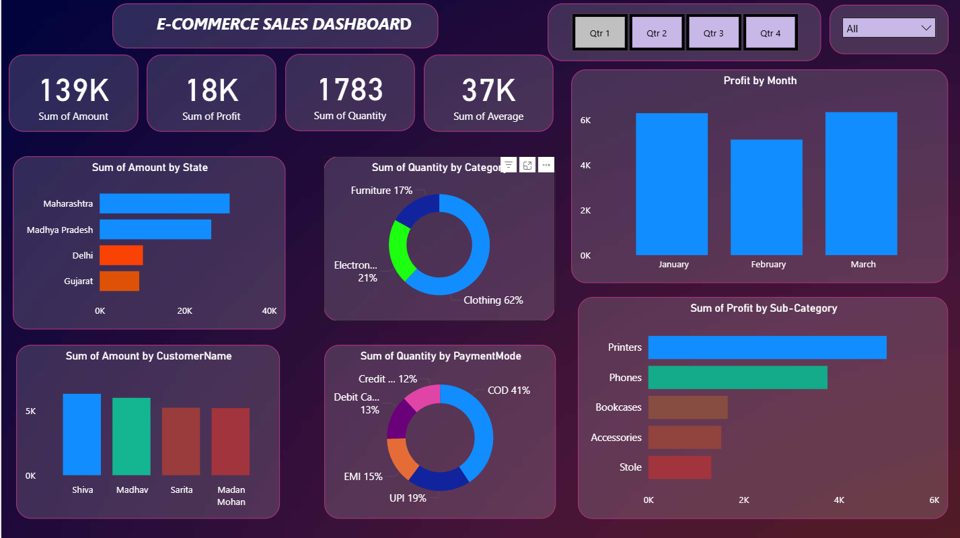 E-COMMERCE SALES DASHBOARD
Qtr 1
Qtr 2
Qtr 3
Qtr 4
All
139K
Sum of Amount
18K
Sum of Profit
1783
Sum of Quantity
37K
Sum of Average
Profit by Month
6K
4K
2K
0K
January
February
March
Sum of Amount by State
Maharashtra
Madhya Pradesh
Delhi
Gujarat
0K
20K
40K
Sum of Quantity by Category
Furniture 17%
Electron...
21%
Clothing 62%
Sum of Profit by Sub-Category
Printers
Phones
Bookcases
Accessories
Stole
0K
2K
4K
6K
Sum of Amount by CustomerName
5K
0K
Shiva
Madhav
Sarita
Madan
Mohan
Sum of Quantity by PaymentMode
Credit ... 12%
Debit Ca...
13%
COD 41%
EMI 15%
UPI 19%